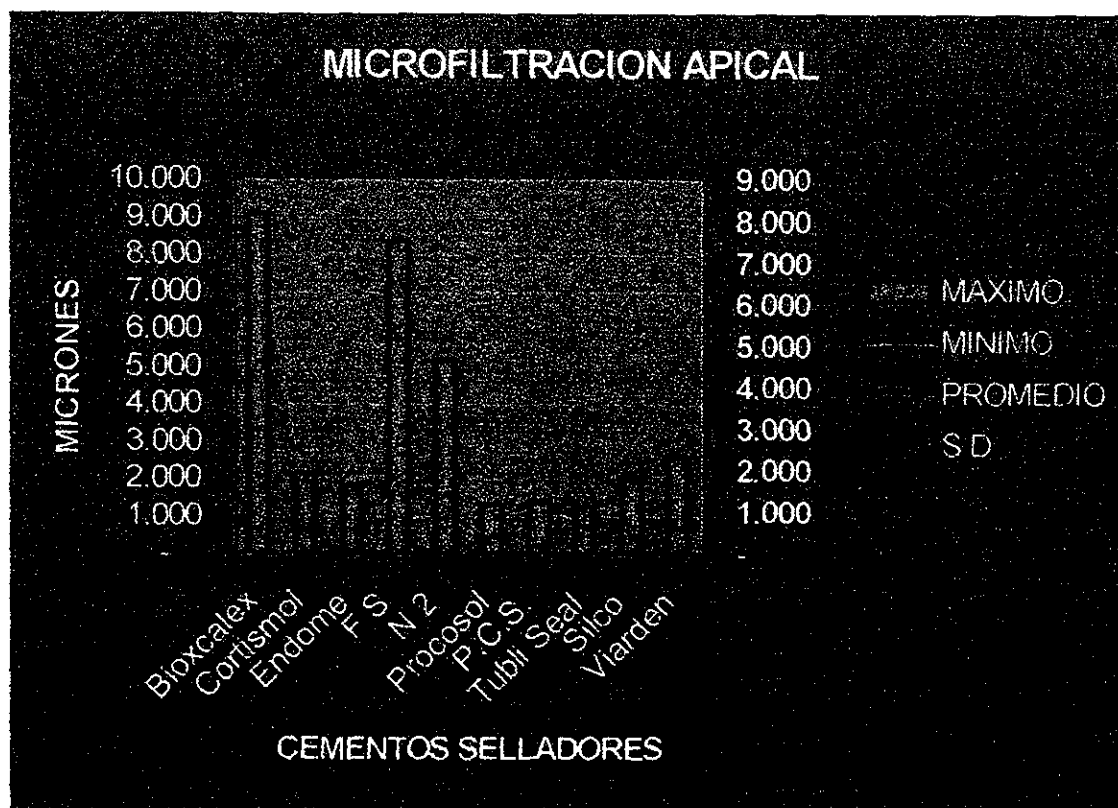 MICROFILTRACION APICAL
10.000
9.000
8.000
7.000
6.000
5.000
4.000
3.000
2.000
1.000
-
MICRONES
9.000
8.000
7.000
6.000
5.000
4.000
3.000
2.000
1.000
-
MAXIMO
MINIMO
PROMEDIO
S D
Bioxcalex
Cortismol
Endome
F S
N 2
Procosol
P.C.S.
Tubli Seal
Silco
Viarden
CEMENTOS SELLADORES